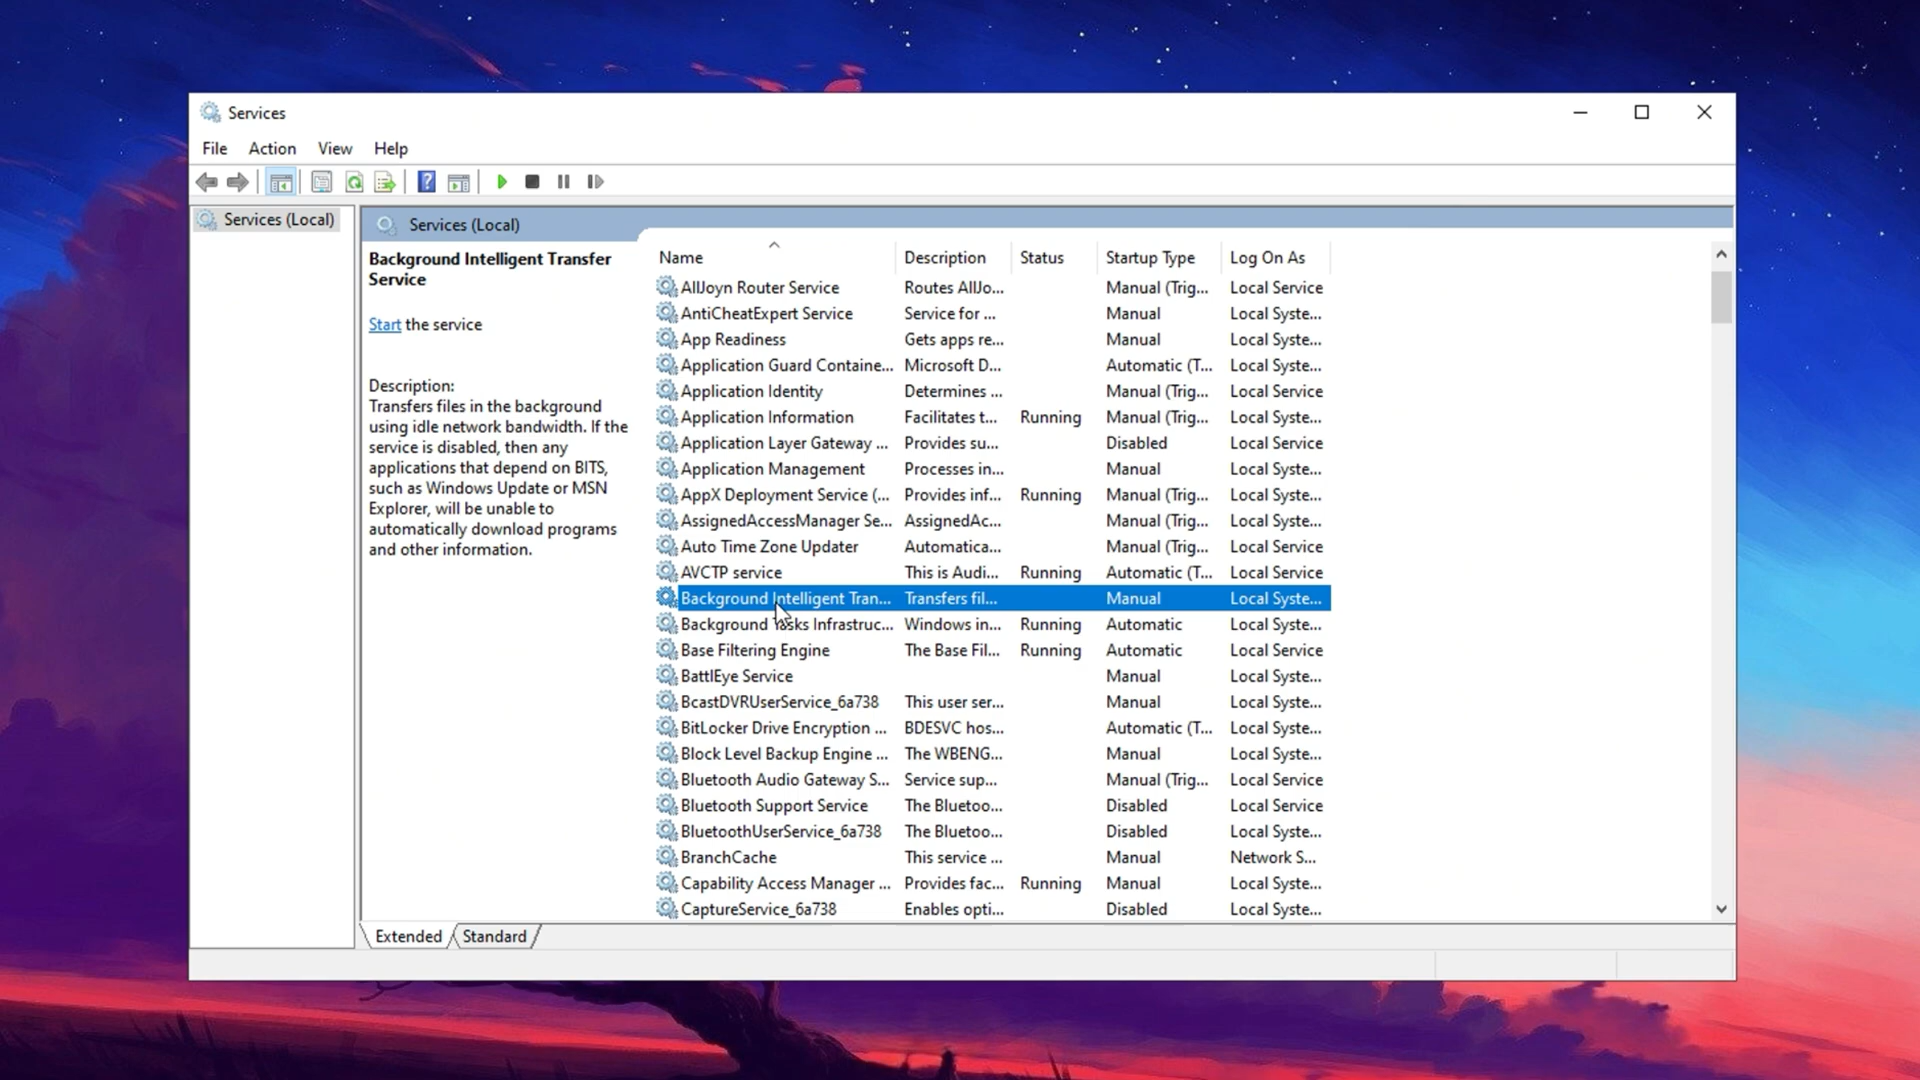 Services
File Action View Help
Services (Local)
Services (Local)
Background Intelligent Transfer
Service
Start the service
Description:
Transfers files in the background
using idle network bandwidth. If the
service is disabled, then any
applications that depend on BITS,
such as Windows Update or MSN
Explorer, will be unable to
automatically download programs
and other information.
Name Description Status Startup Type Log On As
AllJoyn Router Service Routes AllJo... Manual (Trig... Local Service
AntiCheatExpert Service Service for ... Manual Local Syste...
App Readiness Gets apps re... Manual Local Syste...
Application Guard Containe... Microsoft D... Automatic (T... Local Syste...
Application Identity Determines ... Manual (Trig... Local Service
Application Information Facilitates t... Running Manual (Trig... Local Syste...
Application Layer Gateway ... Provides su... Disabled Local Service
Application Management Processes in... Manual Local Syste...
AppX Deployment Service (... Provides inf... Running Manual (Trig... Local Syste...
AssignedAccessManager Se... AssignedAc... Manual (Trig... Local Syste...
Auto Time Zone Updater Automatica... Manual (Trig... Local Service
AVCTP service This is Audi... Running Automatic (T... Local Service
Background Intelligent Tran... Transfers fil... Manual Local Syste...
Background Tasks Infrastruc... Windows in... Running Automatic Local Syste...
Base Filtering Engine The Base Fil... Running Automatic Local Service
BattlEye Service Manual Local Syste...
BcastDVRUserService_6a738 This user ser... Manual Local Syste...
BitLocker Drive Encryption ... BDESVC hos... Automatic (T... Local Syste...
Block Level Backup Engine ... The WBENG... Manual Local Syste...
Bluetooth Audio Gateway S... Service sup... Manual (Trig... Local Service
Bluetooth Support Service The Bluetoo... Disabled Local Service
BluetoothUserService_6a738 The Bluetoo... Disabled Local Syste...
BranchCache This service ... Manual Network S...
Capability Access Manager ... Provides fac... Running Manual Local Syste...
CaptureService_6a738 Enables opti... Disabled Local Syste...
Extended Standard